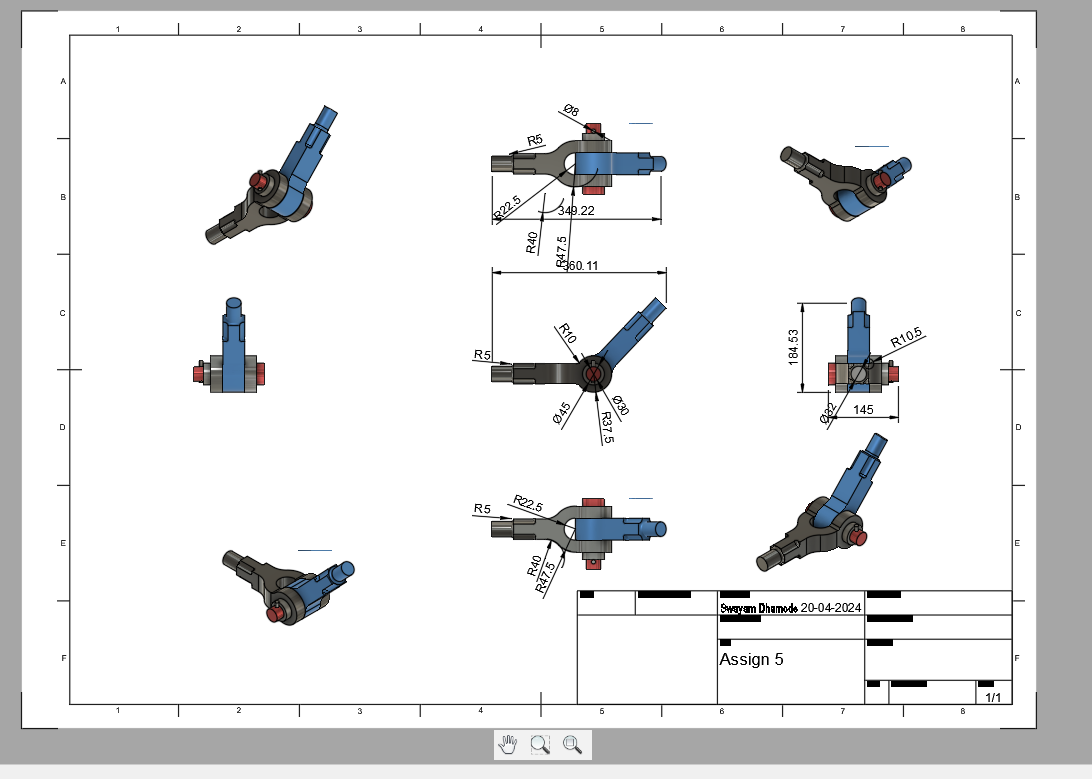 1 2 3 4 5 6 7 8
A A
Ø8
R5
B B
R22.5
349.22
R40
R47.5
360.11
C C
R10
R5
184.53
R10.5
Ø45
Ø30
R37.5
Ø32
145
D D
R5
R22.5
E E
R40
R47.5
Swayam Dhamode 20-04-2024
Assign 5
F F
1/1
1 2 3 4 5 6 7 8